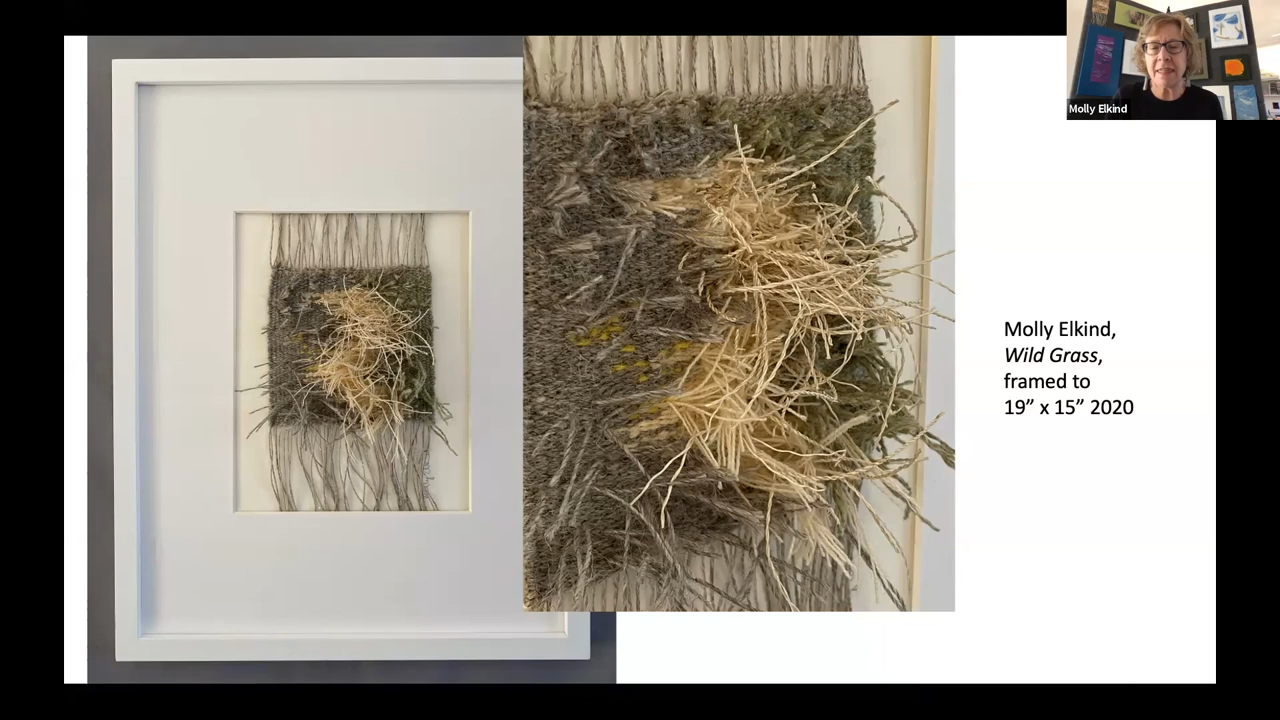 Molly Elkind
Molly Elkind,
Wild Grass,
framed to
19” x 15” 2020